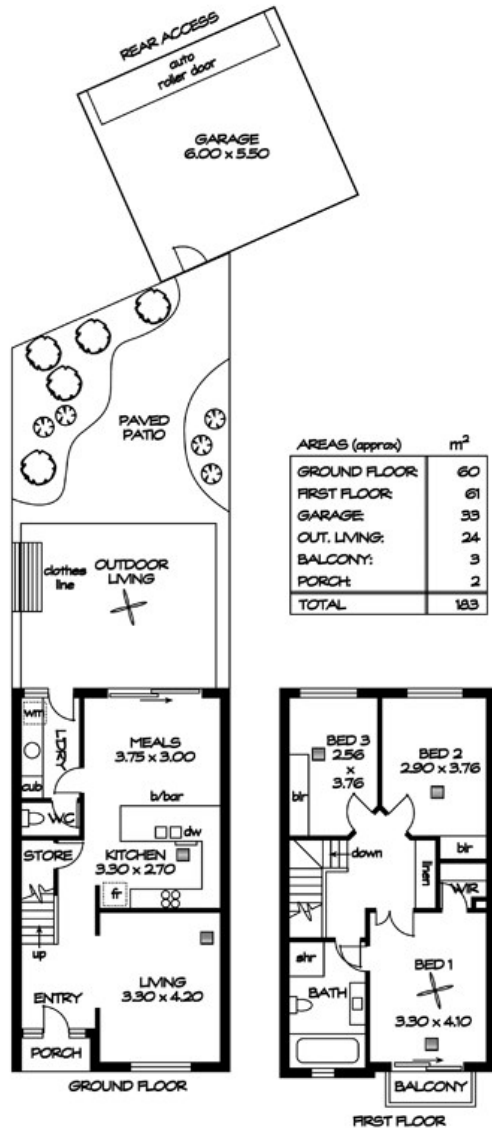 REAR ACCESS
auto
roller door
GARAGE
6.00 x 5.50
PAVED
PATIO
clothes
line
OUTDOOR
LIVING
wm
L'DRY
cub
WC
MEALS
3.75 x 3.00
b/bar
dw
STORE
KITCHEN
3.30 x 2.70
fr
up
ENTRY
LIVING
3.30 x 4.20
PORCH
GROUND FLOOR
AREAS (approx) m²
GROUND FLOOR: 60
FIRST FLOOR: 61
GARAGE: 33
OUT. LIVING: 24
BALCONY: 3
PORCH: 2
TOTAL 183
BED 3
2.56
x
3.76
bir
BED 2
2.90 x 3.76
bir
down
linen
WIR
shr
BATH
BED 1
3.30 x 4.10
BALCONY
FIRST FLOOR